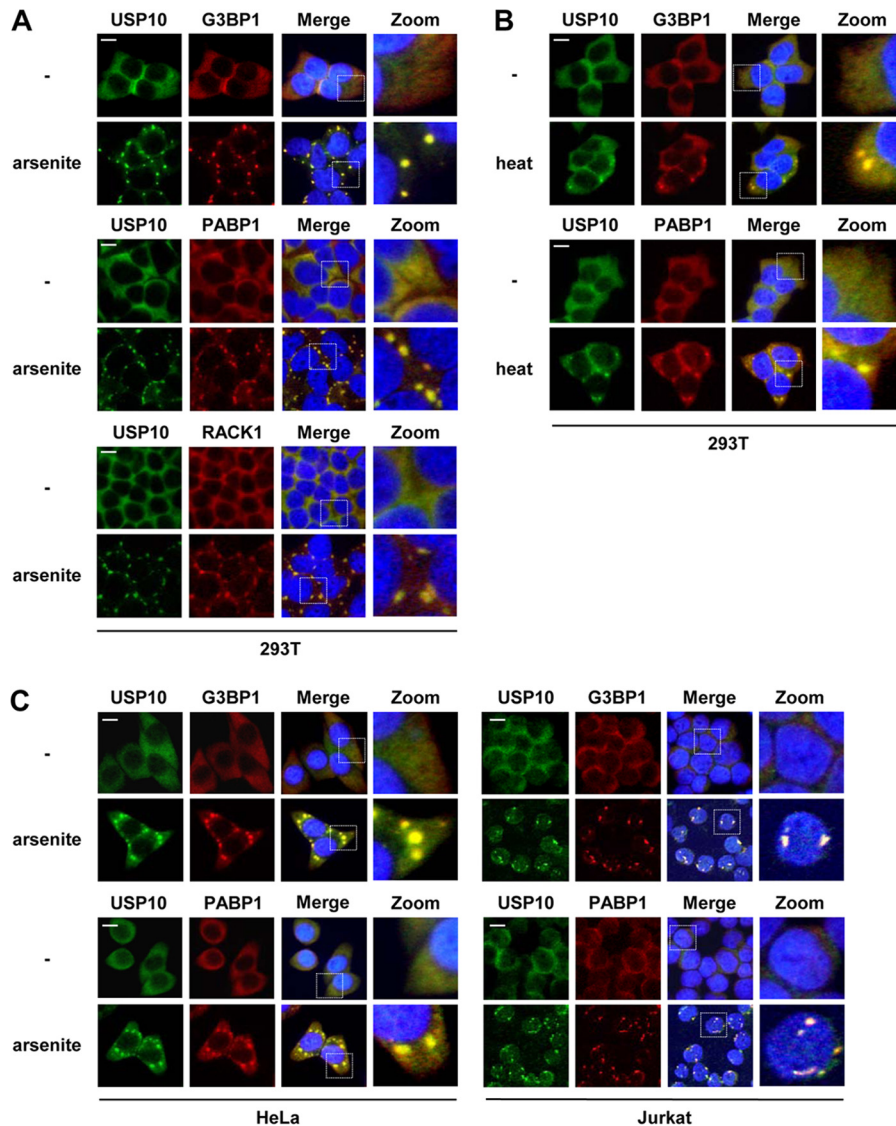 A
USP10 G3BP1 Merge Zoom
-
arsenite
USP10 PABP1 Merge Zoom
-
arsenite
USP10 RACK1 Merge Zoom
-
arsenite
293T
B
USP10 G3BP1 Merge Zoom
-
heat
USP10 PABP1 Merge Zoom
-
heat
293T
C
USP10 G3BP1 Merge Zoom USP10 G3BP1 Merge Zoom
-
arsenite
USP10 PABP1 Merge Zoom USP10 PABP1 Merge Zoom
-
arsenite
HeLa Jurkat